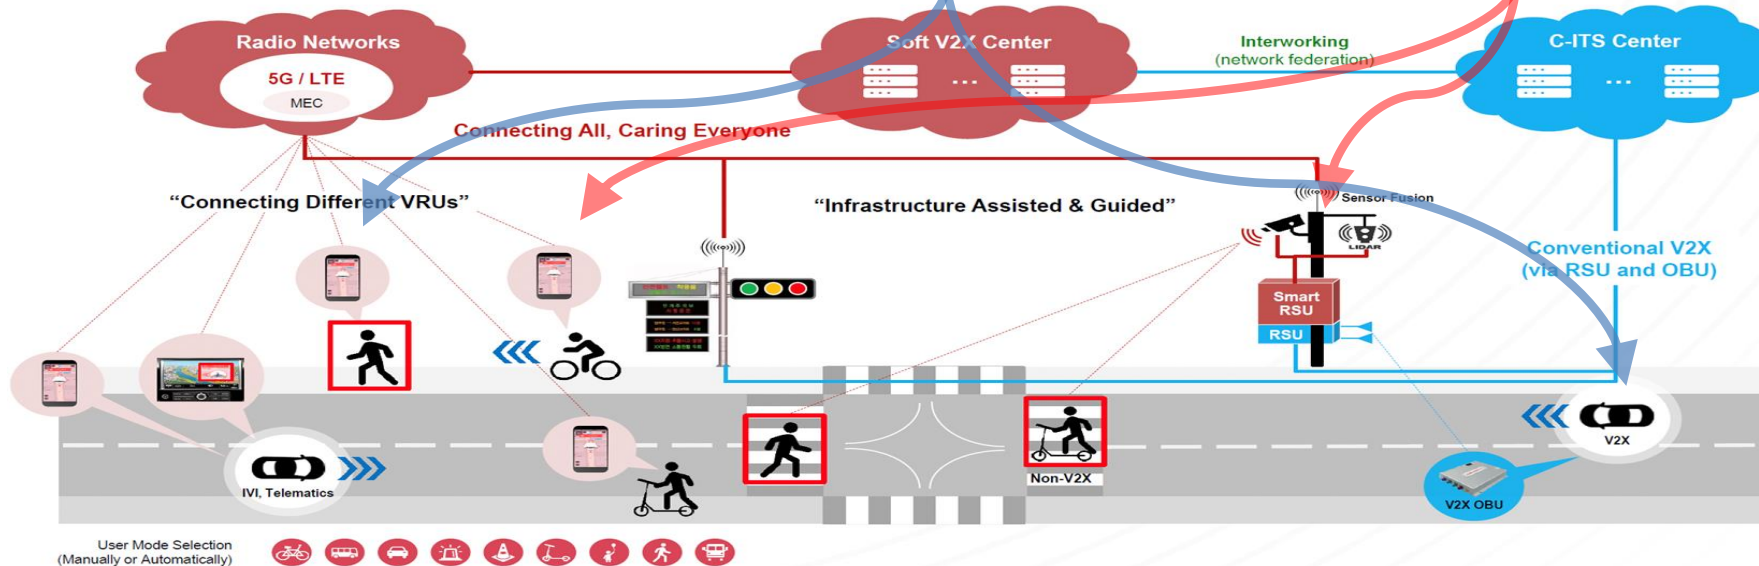 Radio Networks
5G / LTE
MEC
Soft V2X Center
...
Interworking
(network federation)
C-ITS Center
...
Connecting All, Caring Everyone
“Connecting Different VRUs”
“Infrastructure Assisted & Guided”
Sensor Fusion
LIDAR
Conventional V2X
(via RSU and OBU)
Smart
RSU
RSU
IVI, Telematics
Non-V2X
V2X
V2X OBU
User Mode Selection
(Manually or Automatically)